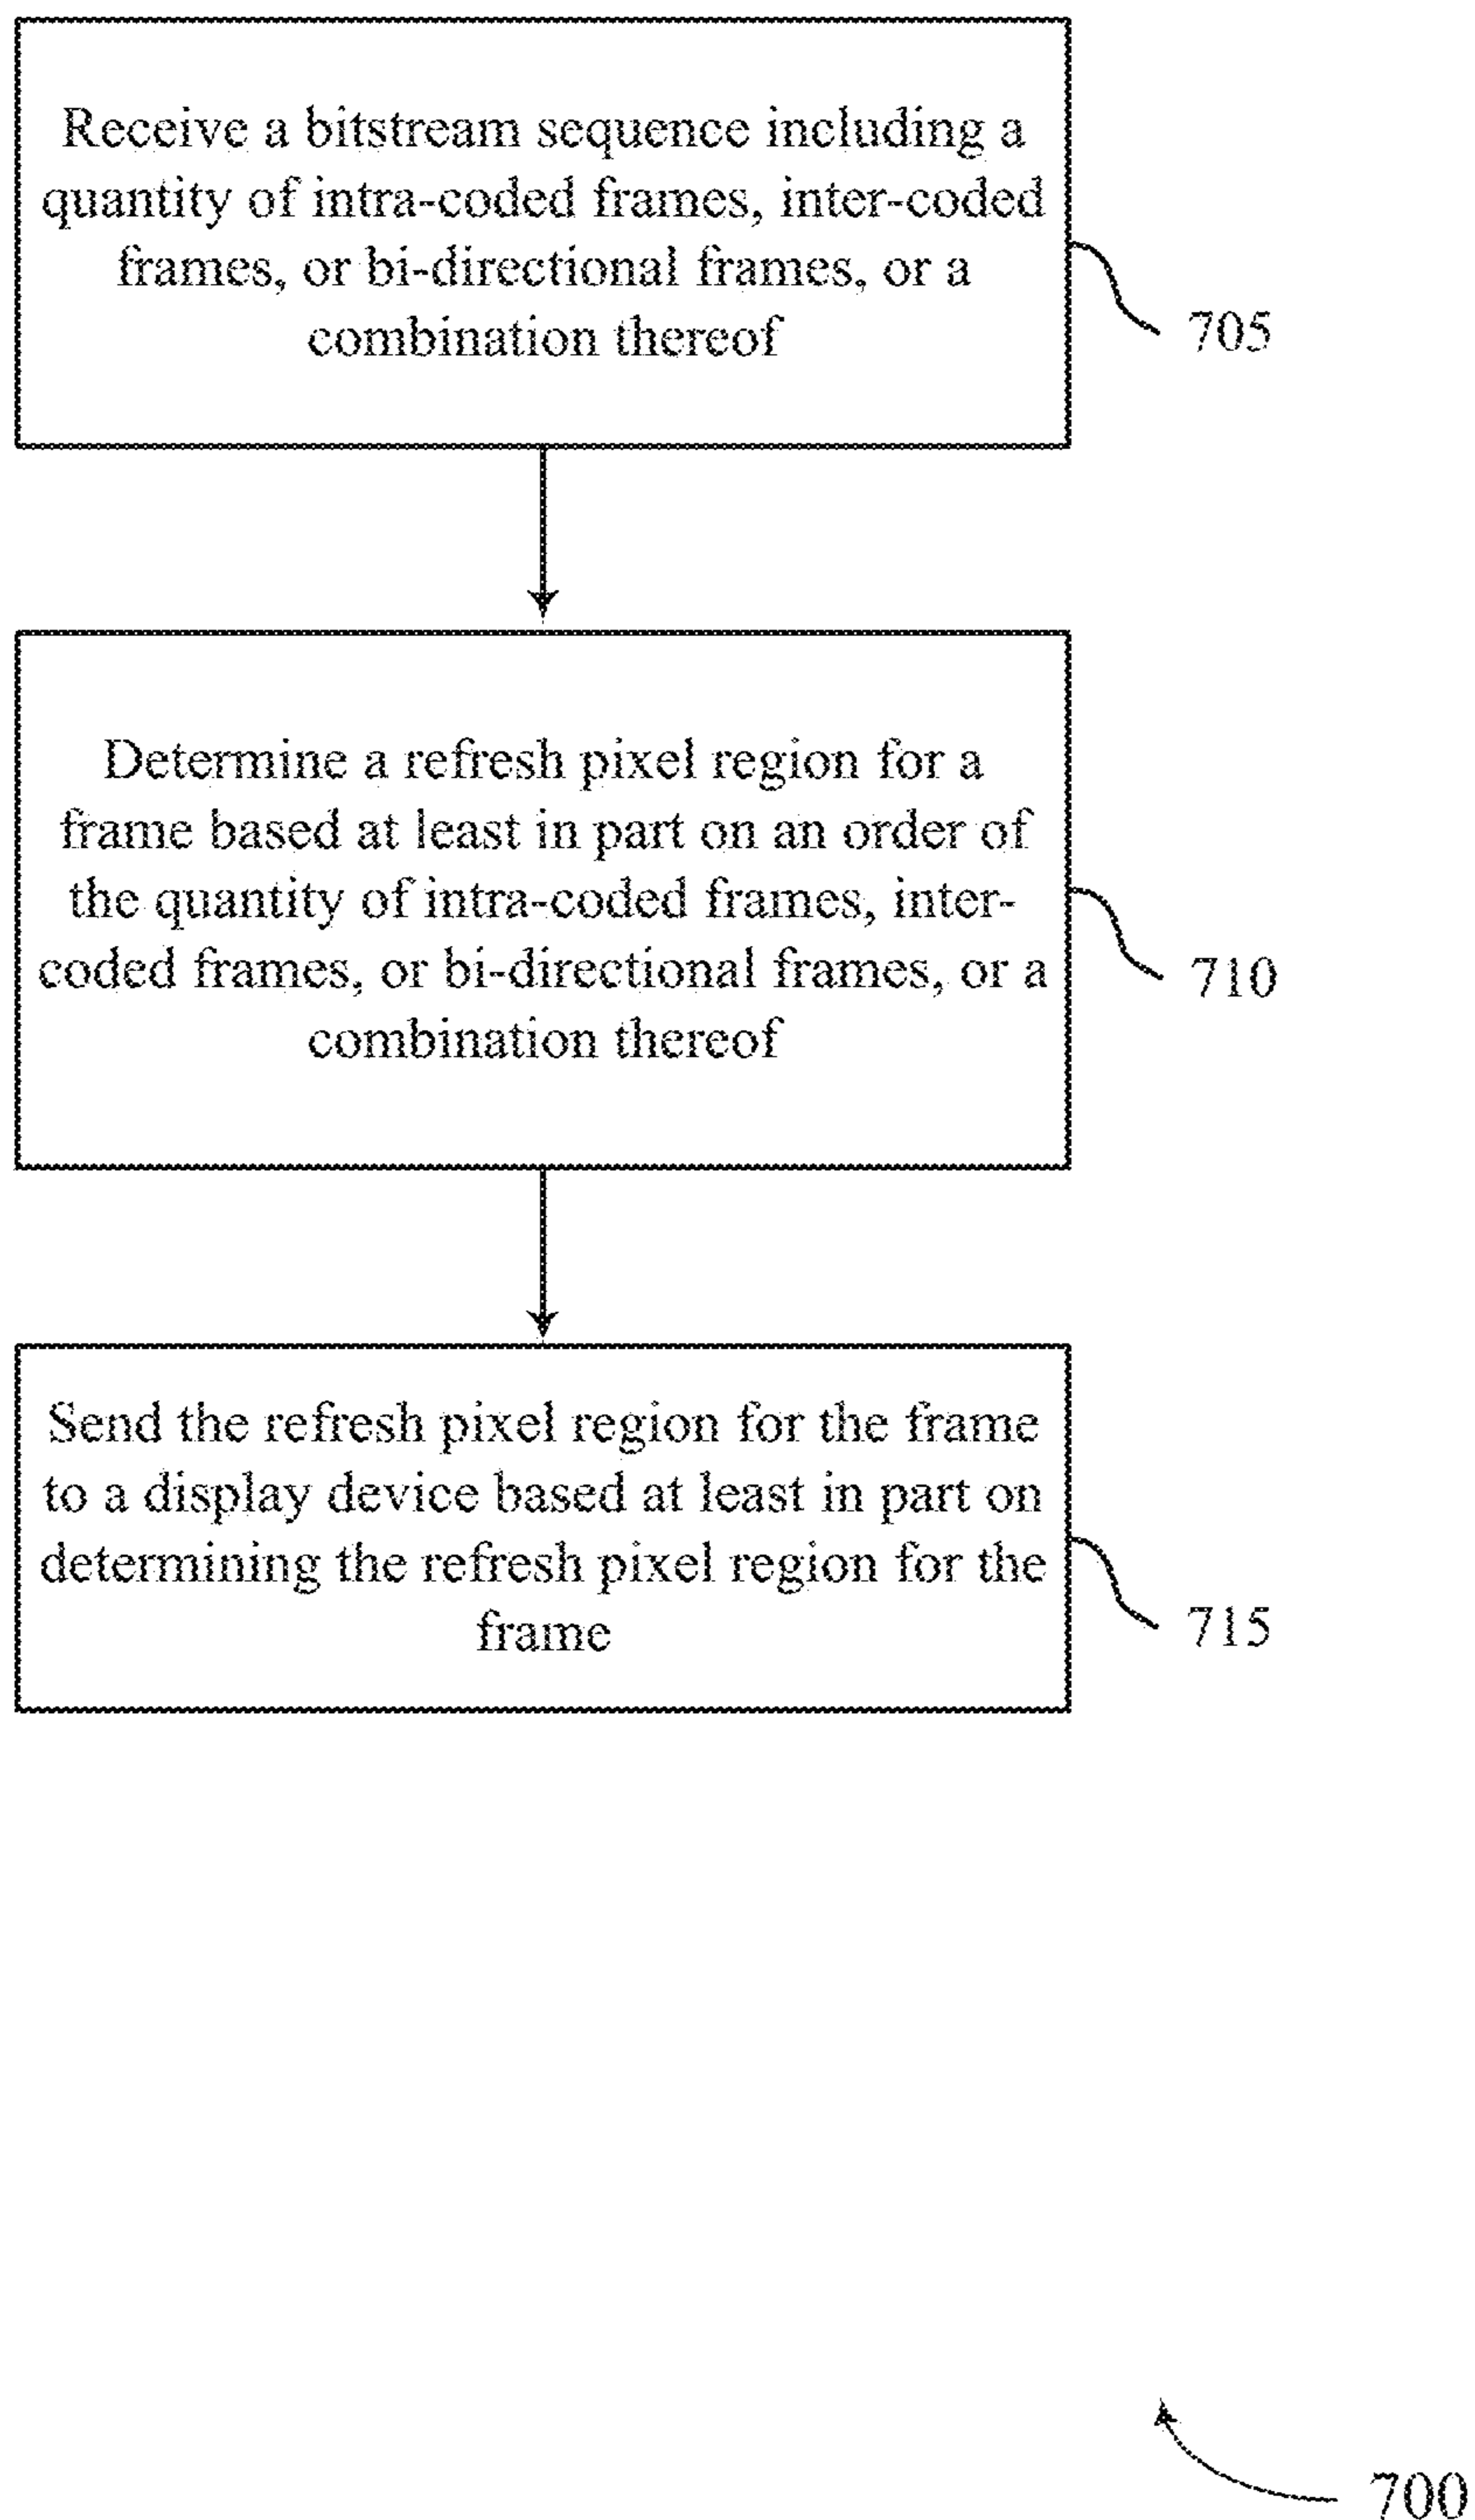 Receive a bitstream sequence including a
quantity of intra-coded frames, inter-coded
frames, or bi-directional frames, or a
combination thereof
705
Determine a refresh pixel region for a
frame based at least in part on an order of
the quantity of intra-coded frames, inter-
coded frames, or bi-directional frames, or a
combination thereof
710
Send the refresh pixel region for the frame
to a display device based at least in part on
determining the refresh pixel region for the
frame
715
700